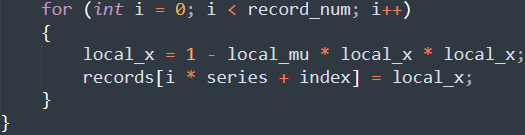 for (int i = 0; i < record_num; i++)
{
local_x = 1 - local_mu * local_x * local_x;
records[i * series + index] = local_x;
}
}